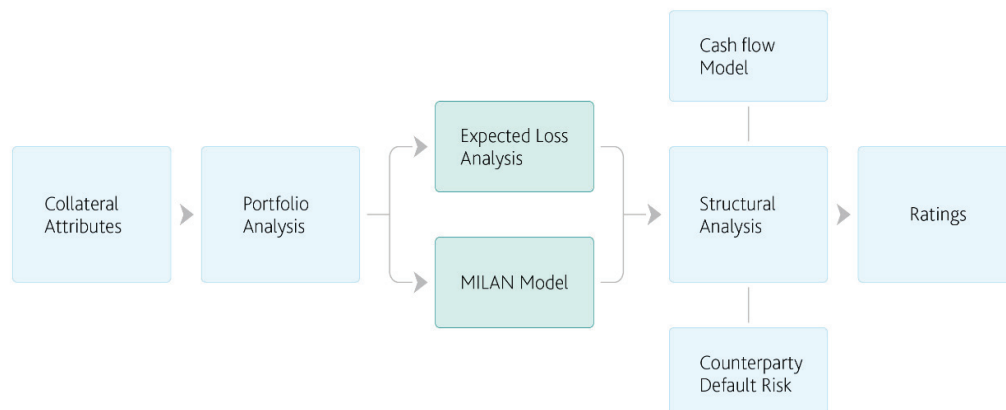 Collateral
Attributes
Portfolio
Analysis
Expected Loss
Analysis
MILAN Model
Cash flow
Model
Structural
Analysis
Counterparty
Default Risk
Ratings